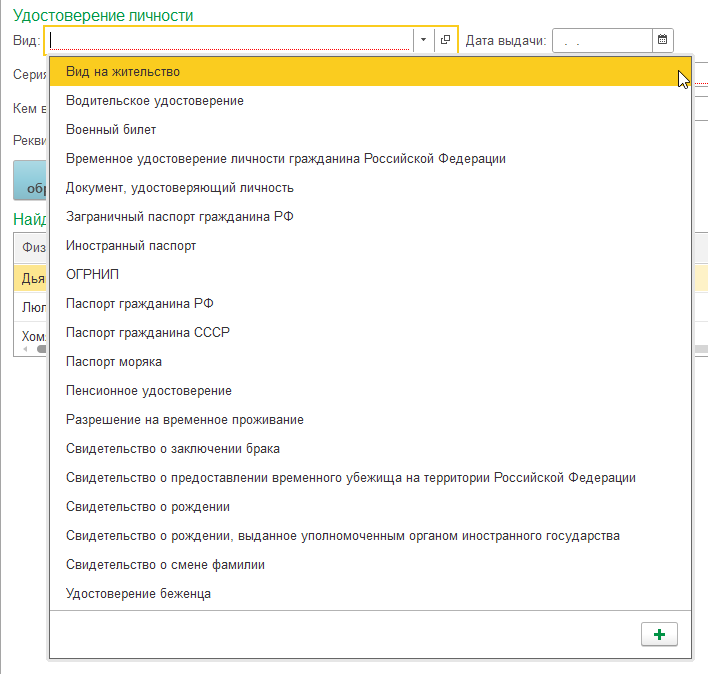 Удостоверение личности
Вид: Дата выдачи: . .
Серия
Вид на жительство
Водительское удостоверение
Кем в
Военный билет
Рекви
Временное удостоверение личности гражданина Российской Федерации
Документ, удостоверяющий личность
обр
Заграничный паспорт гражданина РФ
Найд
Иностранный паспорт
Физ
ОГРНИП
Дья
Паспорт гражданина РФ
Люл
Паспорт гражданина СССР
Хом
Паспорт моряка
Пенсионное удостоверение
Разрешение на временное проживание
Свидетельство о заключении брака
Свидетельство о предоставлении временного убежища на территории Российской Федерации
Свидетельство о рождении
Свидетельство о рождении, выданное уполномоченным органом иностранного государства
Свидетельство о смене фамилии
Удостоверение беженца